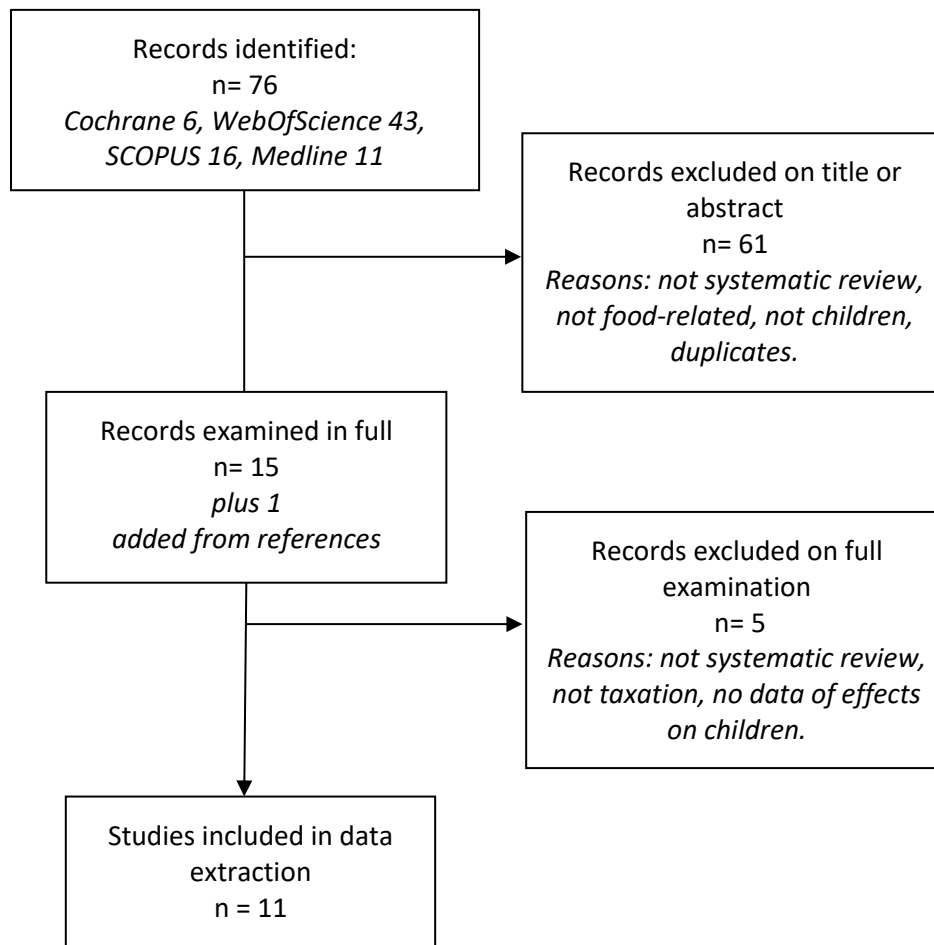 Records identified:
n= 76
Cochrane 6, WebOfScience 43,
SCOPUS 16, Medline 11
Records excluded on title or
abstract
n= 61
Reasons: not systematic review,
not food-related, not children,
duplicates.
Records examined in full
n= 15
plus 1
added from references
Records excluded on full
examination
n= 5
Reasons: not systematic review,
not taxation, no data of effects
on children.
Studies included in data
extraction
n = 11